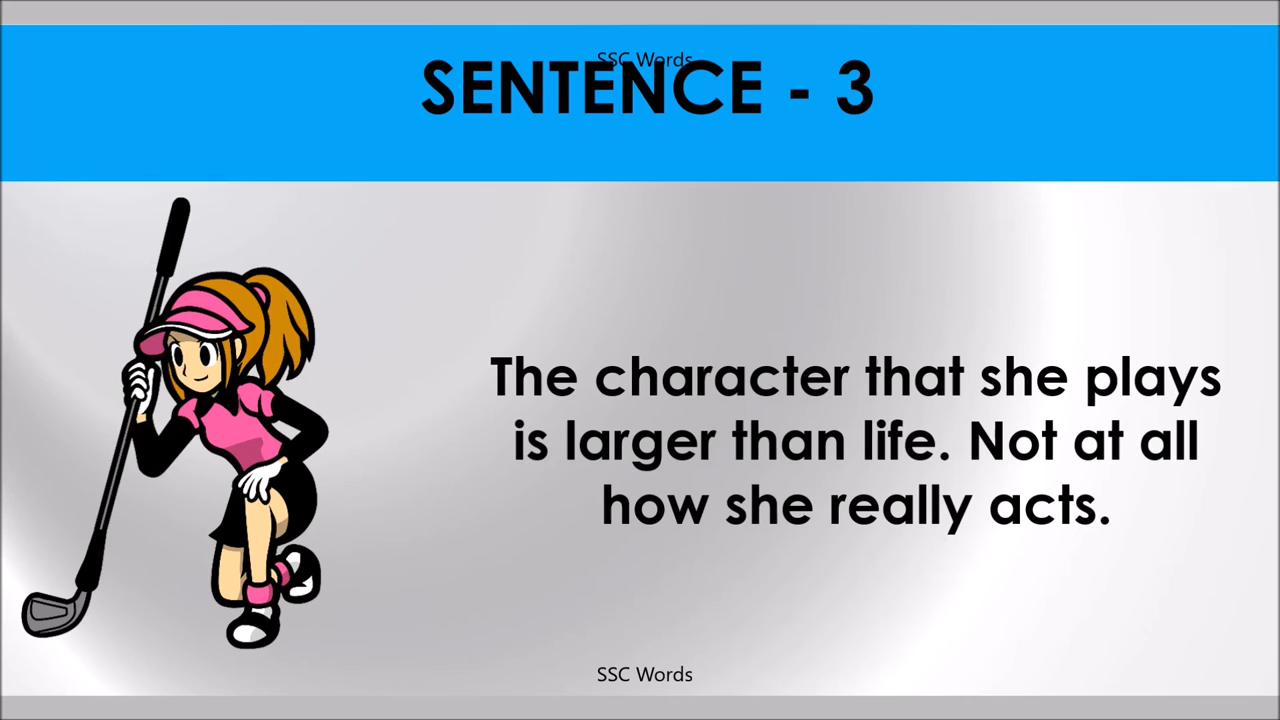 SSC Words
SENTENCE - 3
The character that she plays
is larger than life. Not at all
how she really acts.
SSC Words